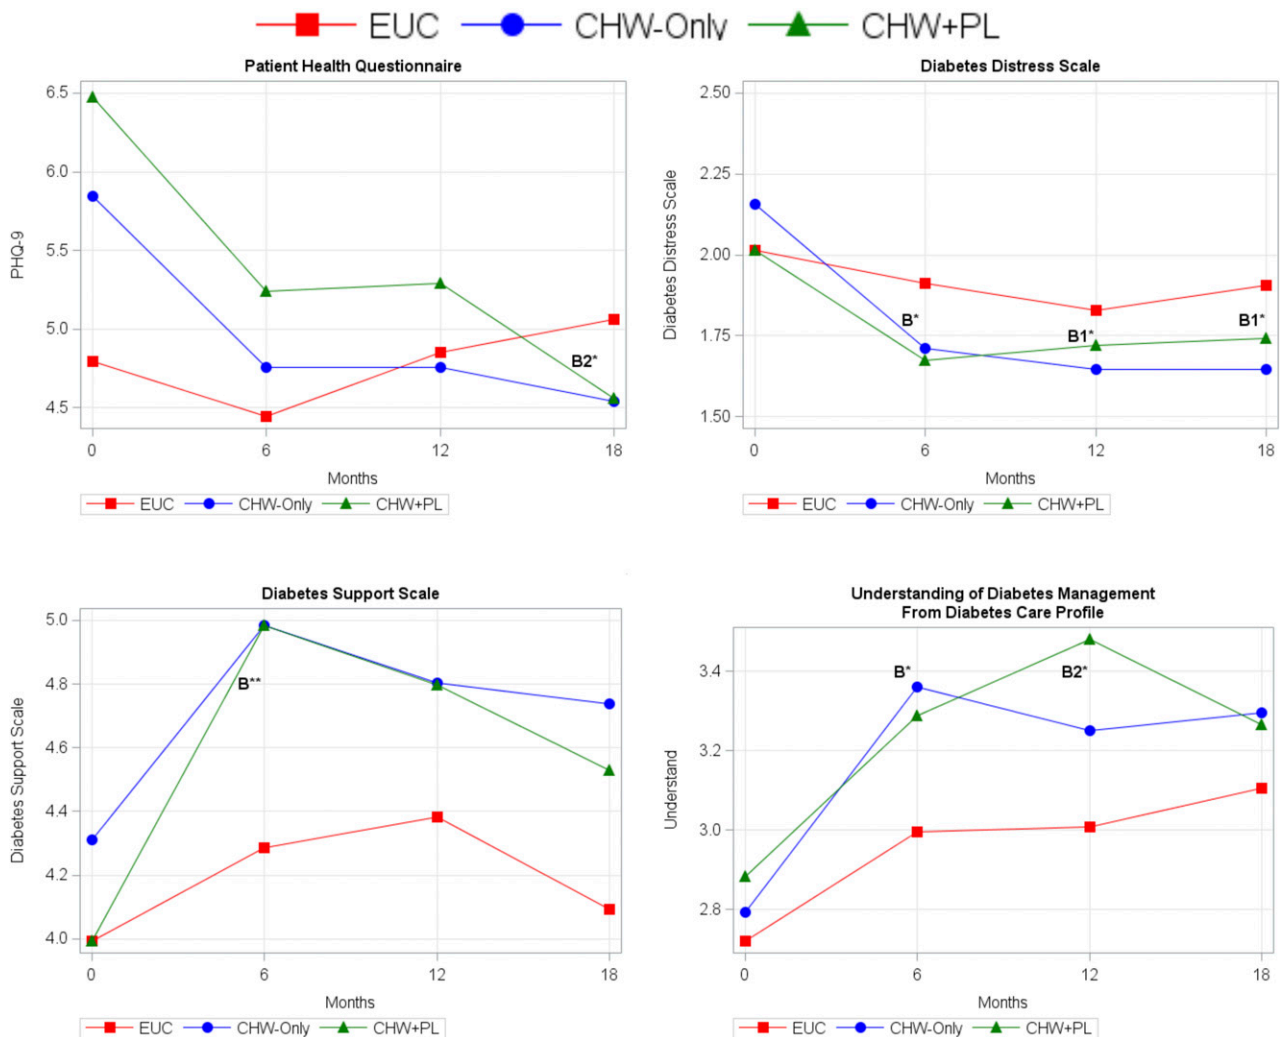 EUC CHW-Only CHW+PL
Patient Health Questionnaire
PHQ-9
6.5
6.0
5.5
5.0
4.5
B2*
0 6 12 18
Months
EUC CHW-Only CHW+PL
Diabetes Distress Scale
Diabetes Distress Scale
2.50
2.25
2.00
1.75
1.50
B*
B1*
B1*
0 6 12 18
Months
EUC CHW-Only CHW+PL
Diabetes Support Scale
Diabetes Support Scale
5.0
4.8
4.6
4.4
4.2
4.0
B**
0 6 12 18
Months
EUC CHW-Only CHW+PL
Understanding of Diabetes Management
From Diabetes Care Profile
Understand
3.4
3.2
3.0
2.8
B*
B2*
0 6 12 18
Months
EUC CHW-Only CHW+PL